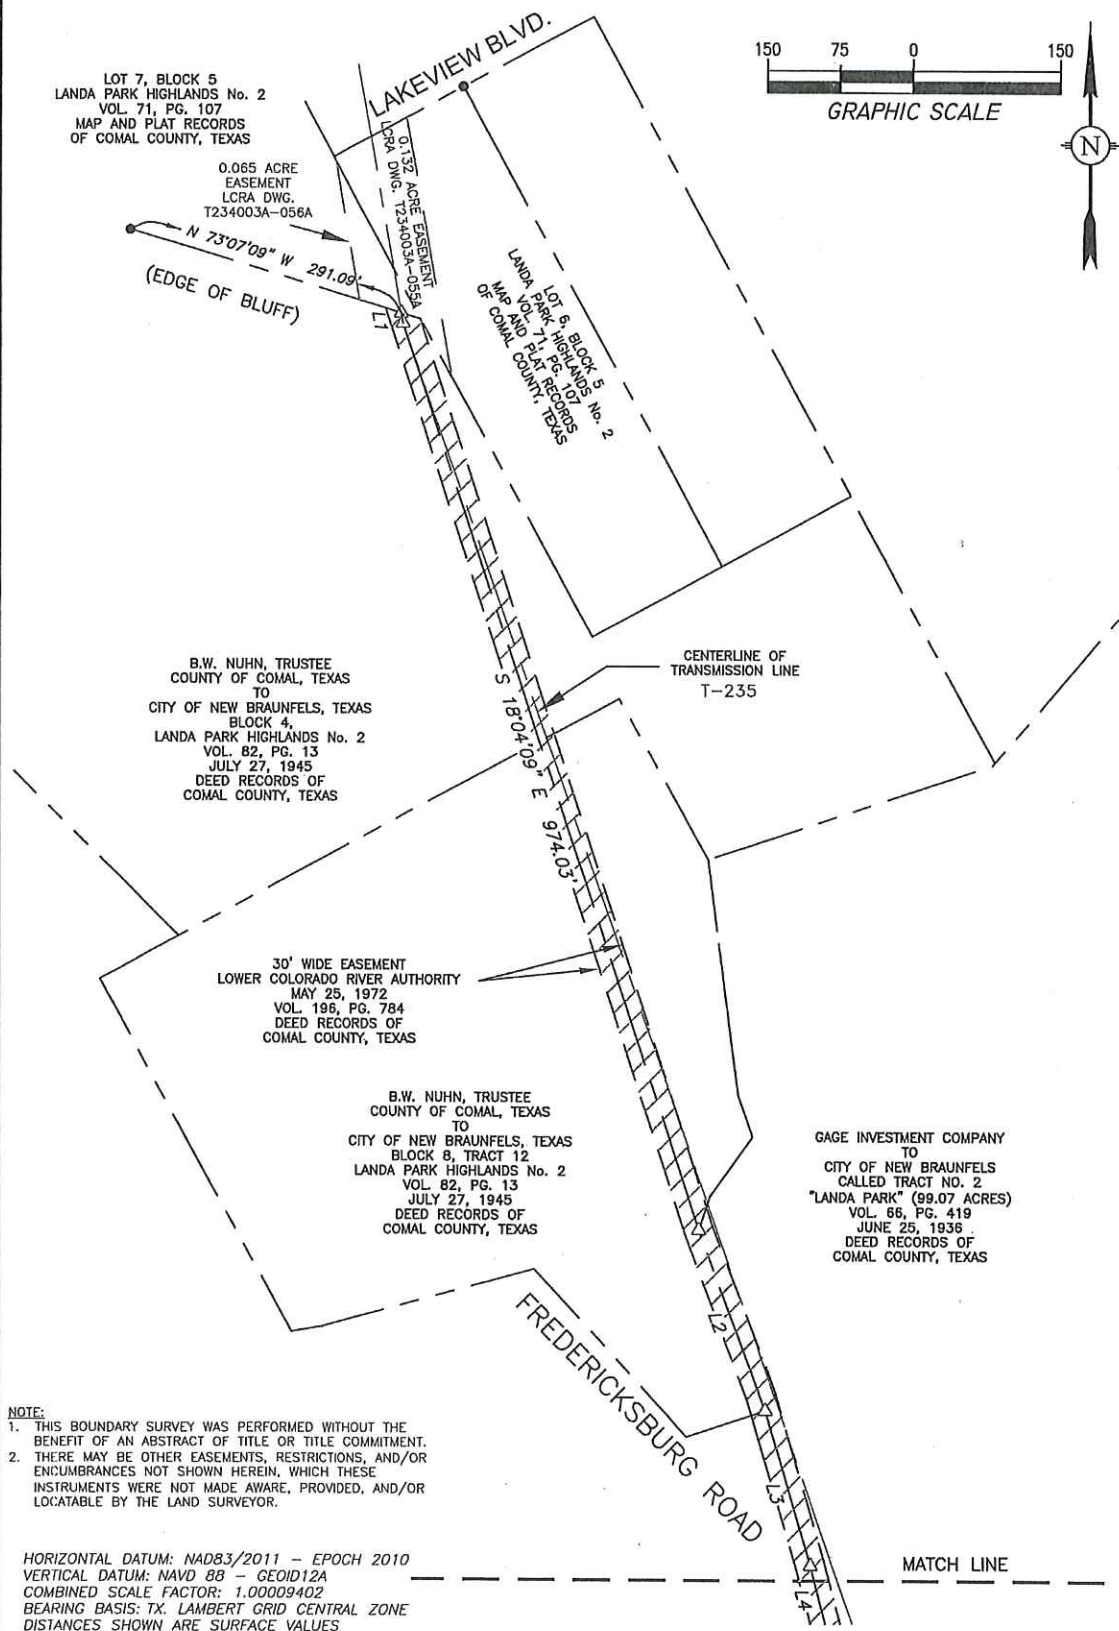 LAKEVIEW BLVD.
150 75 0 150
GRAPHIC SCALE
N
LOT 7, BLOCK 5
LANDA PARK HIGHLANDS No. 2
VOL. 71, PG. 107
MAP AND PLAT RECORDS
OF COMAL COUNTY, TEXAS
0.065 ACRE
EASEMENT
LCRA DWG.
T234003A-056A
0.132 ACRE EASEMENT
LCRA DWG. T234003A-055A
N 73°07'09" W 291.09'
(EDGE OF BLUFF)
L1
LOT 6, BLOCK 5
LANDA PARK HIGHLANDS No. 2
VOL. 71, PG. 107
MAP AND PLAT RECORDS
OF COMAL COUNTY, TEXAS
CENTERLINE OF
TRANSMISSION LINE
T-235
B.W. NUHN, TRUSTEE
COUNTY OF COMAL, TEXAS
TO
CITY OF NEW BRAUNFELS, TEXAS
BLOCK 4,
LANDA PARK HIGHLANDS No. 2
VOL. 82, PG. 13
JULY 27, 1945
DEED RECORDS OF
COMAL COUNTY, TEXAS
S 18°04'09" E 974.03'
30' WIDE EASEMENT
LOWER COLORADO RIVER AUTHORITY
MAY 25, 1972
VOL. 196, PG. 784
DEED RECORDS OF
COMAL COUNTY, TEXAS
B.W. NUHN, TRUSTEE
COUNTY OF COMAL, TEXAS
TO
CITY OF NEW BRAUNFELS, TEXAS
BLOCK 8, TRACT 12
LANDA PARK HIGHLANDS No. 2
VOL. 82, PG. 13
JULY 27, 1945
DEED RECORDS OF
COMAL COUNTY, TEXAS
GAGE INVESTMENT COMPANY
TO
CITY OF NEW BRAUNFELS
CALLED TRACT NO. 2
"LANDA PARK" (99.07 ACRES)
VOL. 66, PG. 419
JUNE 25, 1936
DEED RECORDS OF
COMAL COUNTY, TEXAS
L2
FREDERICKSBURG ROAD
L3
L4
NOTE:
1. THIS BOUNDARY SURVEY WAS PERFORMED WITHOUT THE
BENEFIT OF AN ABSTRACT OF TITLE OR TITLE COMMITMENT.
2. THERE MAY BE OTHER EASEMENTS, RESTRICTIONS, AND/OR
ENCUMBRANCES NOT SHOWN HEREIN, WHICH THESE
INSTRUMENTS WERE NOT MADE AWARE, PROVIDED, AND/OR
LOCATABLE BY THE LAND SURVEYOR.
HORIZONTAL DATUM: NAD83/2011 - EPOCH 2010
VERTICAL DATUM: NAVD 88 - GEOID12A
COMBINED SCALE FACTOR: 1.00009402
BEARING BASIS: TX. LAMBERT GRID CENTRAL ZONE
DISTANCES SHOWN ARE SURFACE VALUES
MATCH LINE